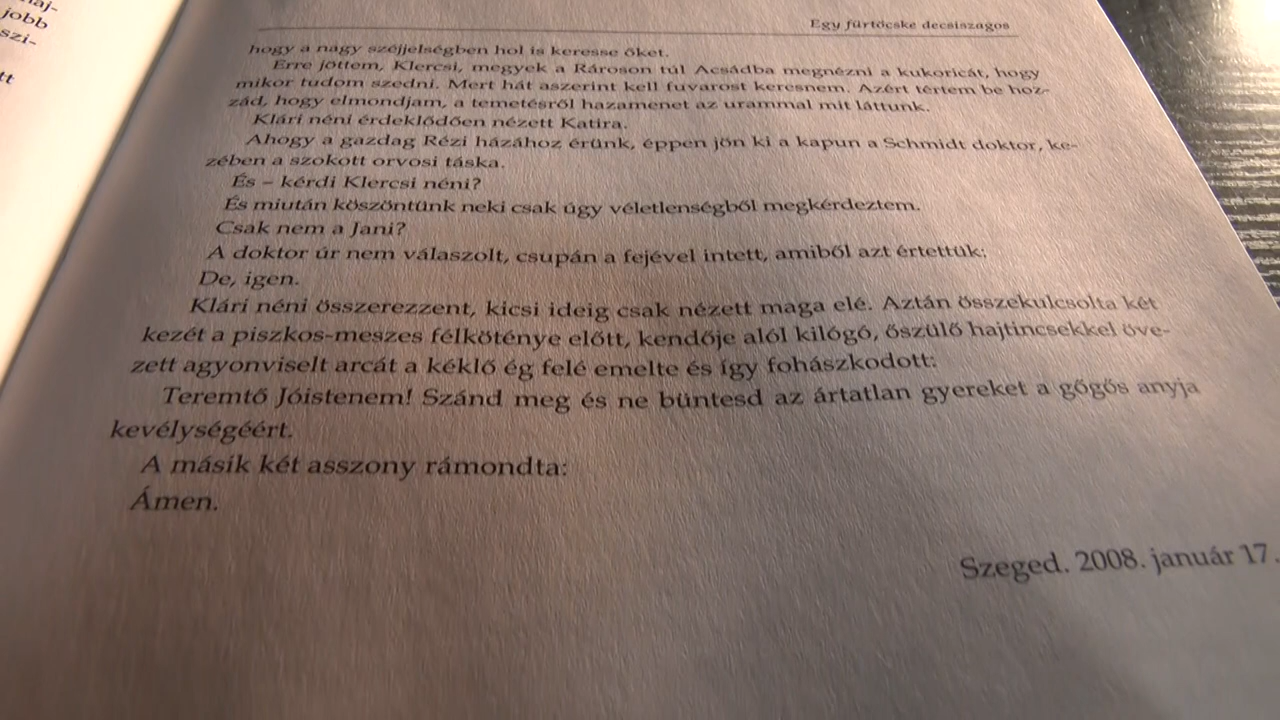 naj-
jobb
szi-
tt
Egy fürtöcske decsiszagos
hogy a nagy széjjelségben hol is keresse őket.
Erre jöttem, Klercsi, megyek a Rároson túl Acsádba megnézni a kukoricát, hogy
mikor tudom szedni. Mert hát aszerint kell fuvarost keresnem. Azért tértem be hoz-
zád, hogy elmondjam, a temetésről hazamenet az urammal mit láttunk.
Klári néni érdeklődően nézett Katira.
Ahogy a gazdag Rézi házához érünk, éppen jön ki a kapun a Schmidt doktor, ke-
zében a szokott orvosi táska.
És – kérdi Klercsi néni?
És miután köszöntünk neki csak úgy véletlenségből megkérdeztem.
Csak nem a Jani?
A doktor úr nem válaszolt, csupán a fejével intett, amiből azt értettük:
De, igen.
Klári néni összerezzent, kicsi ideig csak nézett maga elé. Aztán összekulcsolta két
kezét a piszkos-meszes félköténye előtt, kendője alól kilógó, őszülő hajtincsekkel öve-
zett agyonviselt arcát a kéklő ég felé emelte és így fohászkodott:
Teremtő Jóistenem! Szánd meg és ne büntesd az ártatlan gyereket a gőgös anyja
kevélységéért.
A másik két asszony rámondta:
Ámen.
Szeged. 2008. január 17.